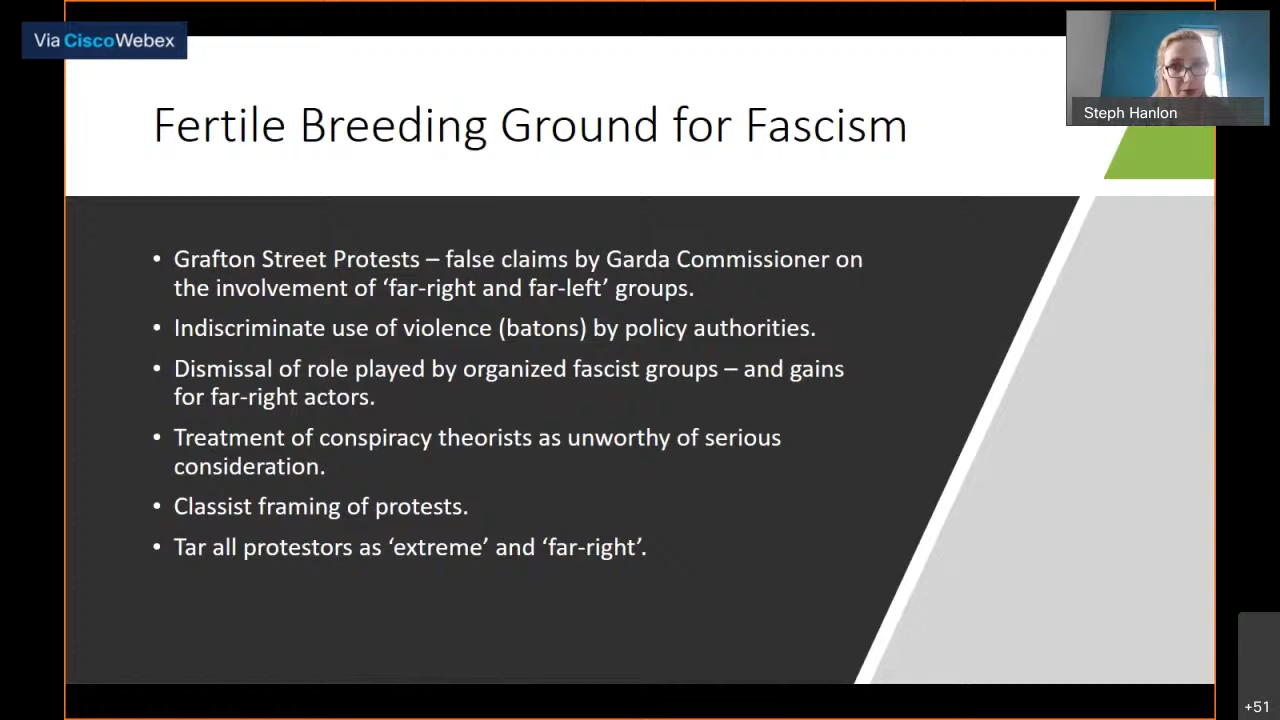 Via Cisco Webex
Steph Hanlon
Fertile Breeding Ground for Fascism
• Grafton Street Protests – false claims by Garda Commissioner on
the involvement of ‘far-right and far-left’ groups.
• Indiscriminate use of violence (batons) by policy authorities.
• Dismissal of role played by organized fascist groups – and gains
for far-right actors.
• Treatment of conspiracy theorists as unworthy of serious
consideration.
• Classist framing of protests.
• Tar all protestors as ‘extreme’ and ‘far-right’.
+51